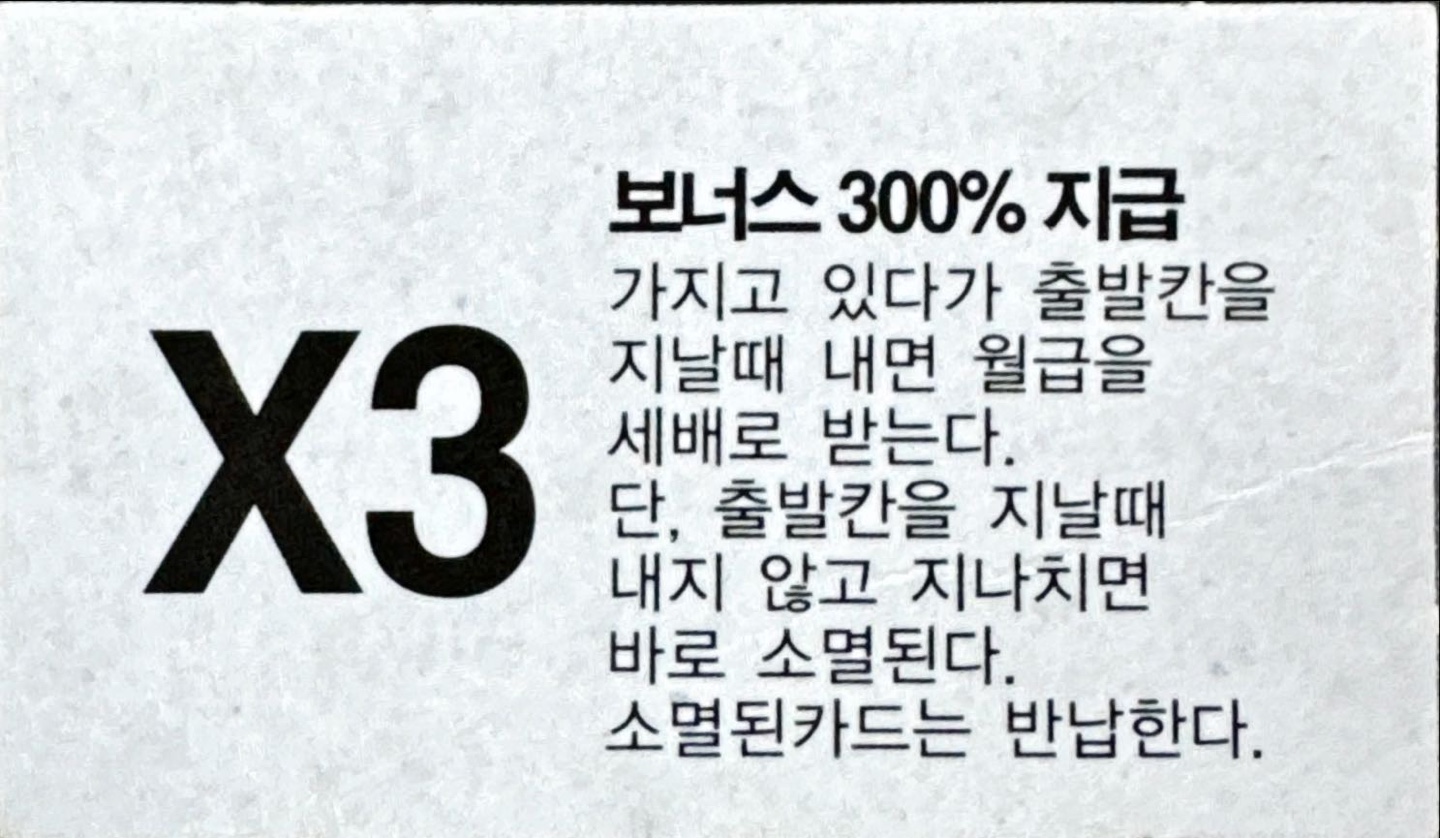 X3
보너스 300% 지급
가지고 있다가 출발칸을
지날때 내면 월급을
세배로 받는다.
단, 출발칸을 지날때
내지 않고 지나치면
바로 소멸된다.
소멸된카드는 반납한다.